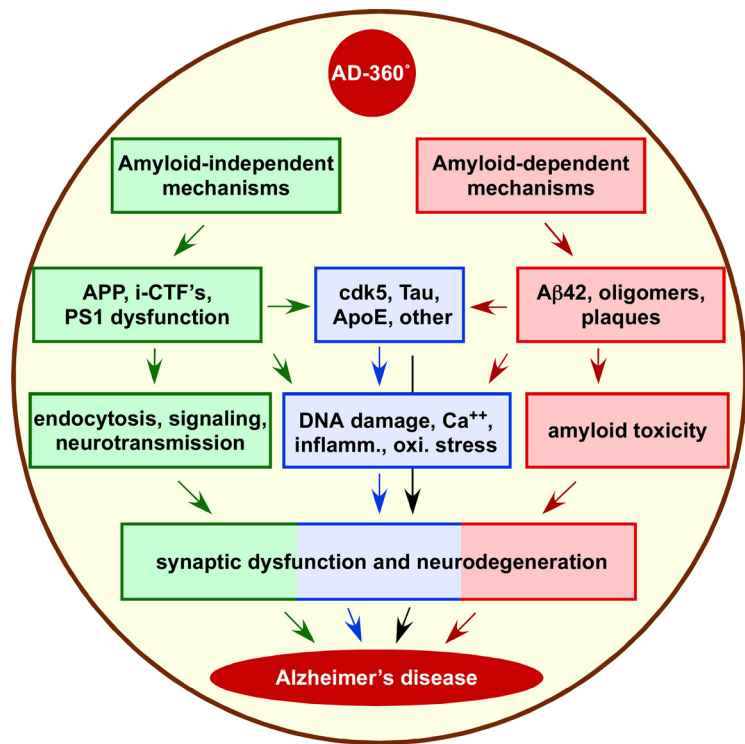 AD-360°
Amyloid-independent
mechanisms
Amyloid-dependent
mechanisms
APP, i-CTF's,
PS1 dysfunction
cdk5, Tau,
ApoE, other
Aβ42, oligomers,
plaques
endocytosis, signaling,
neurotransmission
DNA damage, Ca⁺⁺,
inflamm., oxi. stress
amyloid toxicity
synaptic dysfunction and neurodegeneration
Alzheimer's disease